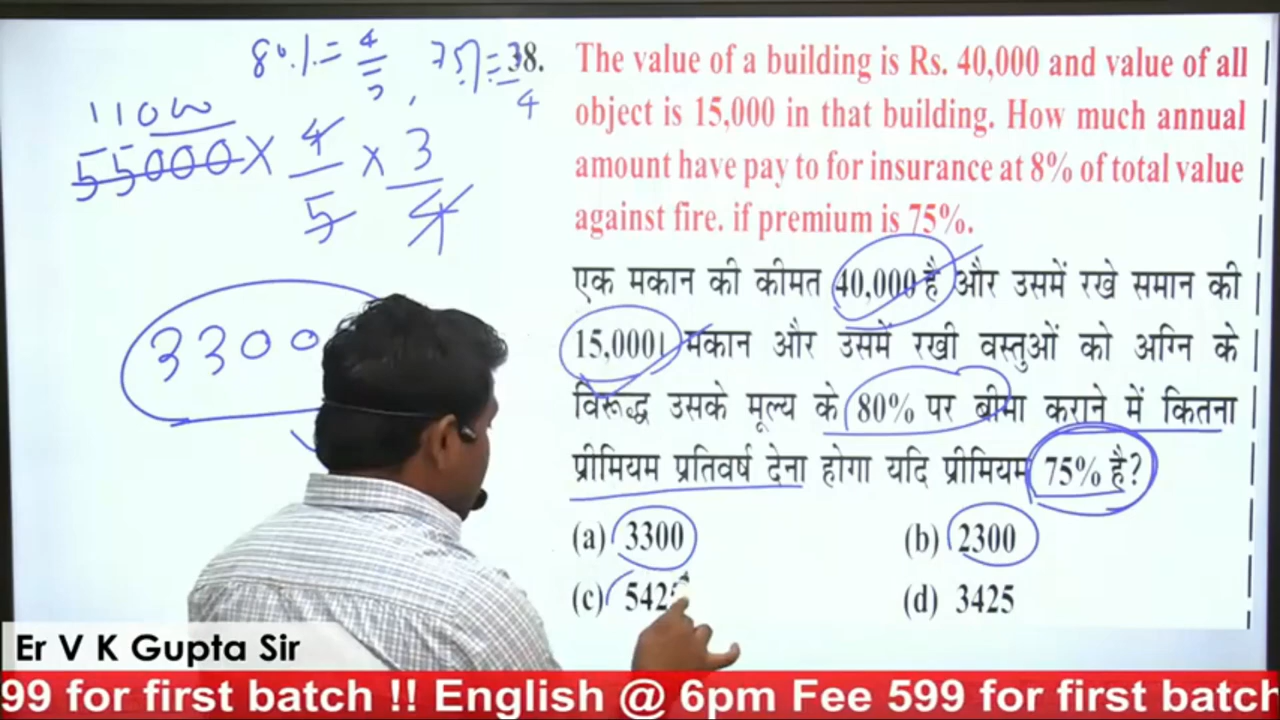 80%= 4/5 , 75%= 3/4
11000
55000 × 4/5 × 3/4
3300
38. The value of a building is Rs. 40,000 and value of all
object is 15,000 in that building. How much annual
amount have pay to for insurance at 8% of total value
against fire. if premium is 75%.
एक मकान की कीमत 40,000 है और उसमें रखे समान की
15,000। मकान और उसमें रखी वस्तुओं को अग्नि के
विरूद्ध उसके मूल्य के 80% पर बीमा कराने में कितना
प्रीमियम प्रतिवर्ष देना होगा यदि प्रीमियम 75% है?
(a) 3300 (b) 2300
(c) (d) 3425
Er V K Gupta Sir
99 for first batch !! English @ 6pm Fee 599 for first batch